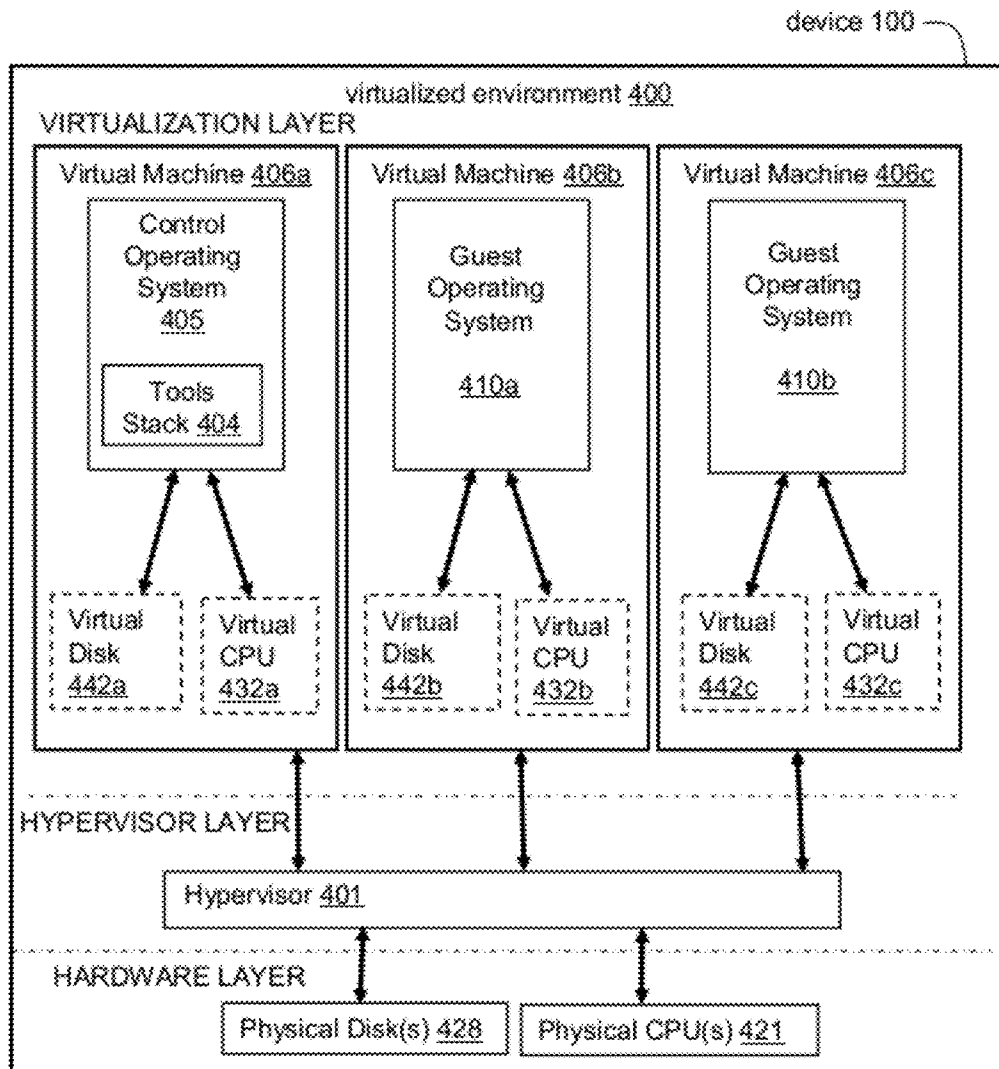 device 100
virtualized environment 400
VIRTUALIZATION LAYER
Virtual Machine 406a
Control
Operating
System
405
Tools
Stack 404
Virtual
Disk
442a
Virtual
CPU
432a
Virtual Machine 406b
Guest
Operating
System
410a
Virtual
Disk
442b
Virtual
CPU
432b
Virtual Machine 406c
Guest
Operating
System
410b
Virtual
Disk
442c
Virtual
CPU
432c
HYPERVISOR LAYER
Hypervisor 401
HARDWARE LAYER
Physical Disk(s) 428
Physical CPU(s) 421